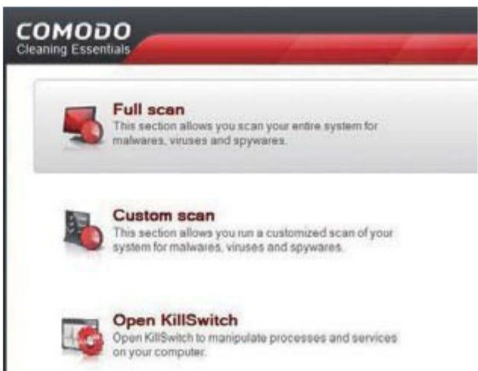 COMODO
Cleaning Essentials
Full scan
This section allows you scan your entire system for
malwares, viruses and spywares.
Custom scan
This section allows you run a customized scan of your
system for malwares, viruses and spywares.
Open KillSwitch
Open KillSwitch to manipulate processes and services
on your computer.